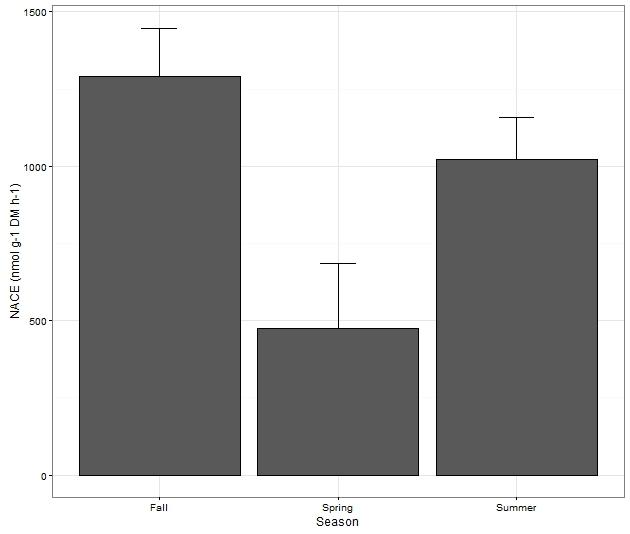 1500
1000
500
0
NACE (nmol g-1 DM h-1)
Fall Spring Summer
Season